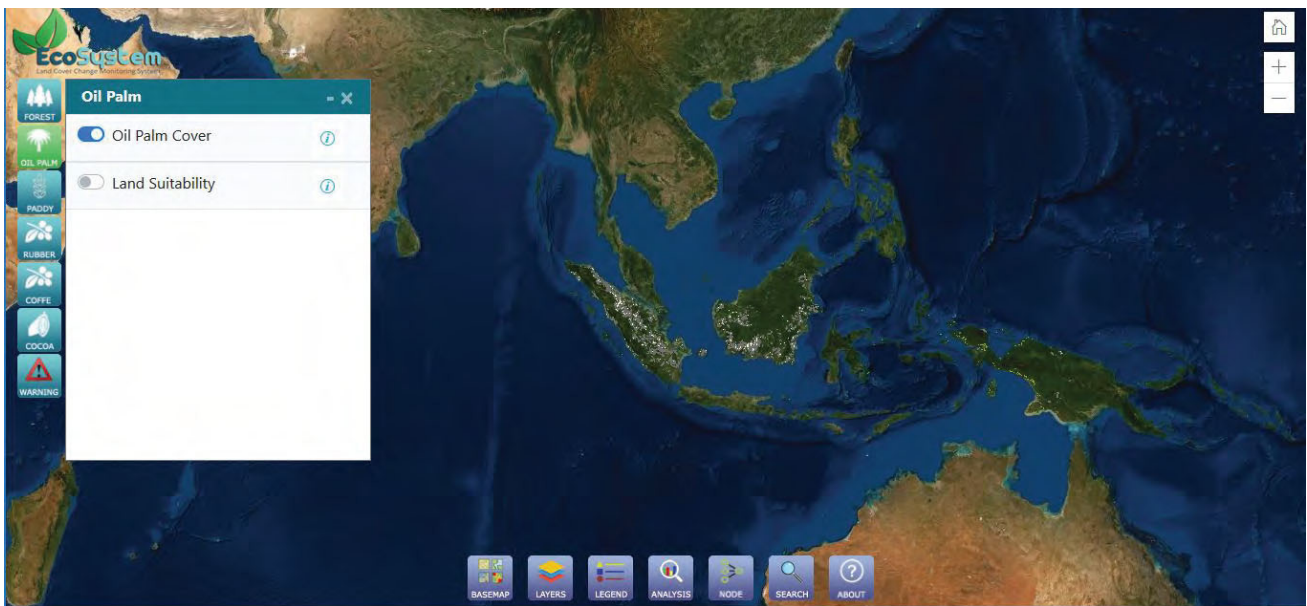 EcoSystem
Land Cover Change Monitoring System
FOREST
OIL PALM
PADDY
RUBBER
COFFE
COCOA
WARNING
Oil Palm
Oil Palm Cover
Land Suitability
BASEMAP
LAYERS
LEGEND
ANALYSIS
NODE
SEARCH
ABOUT